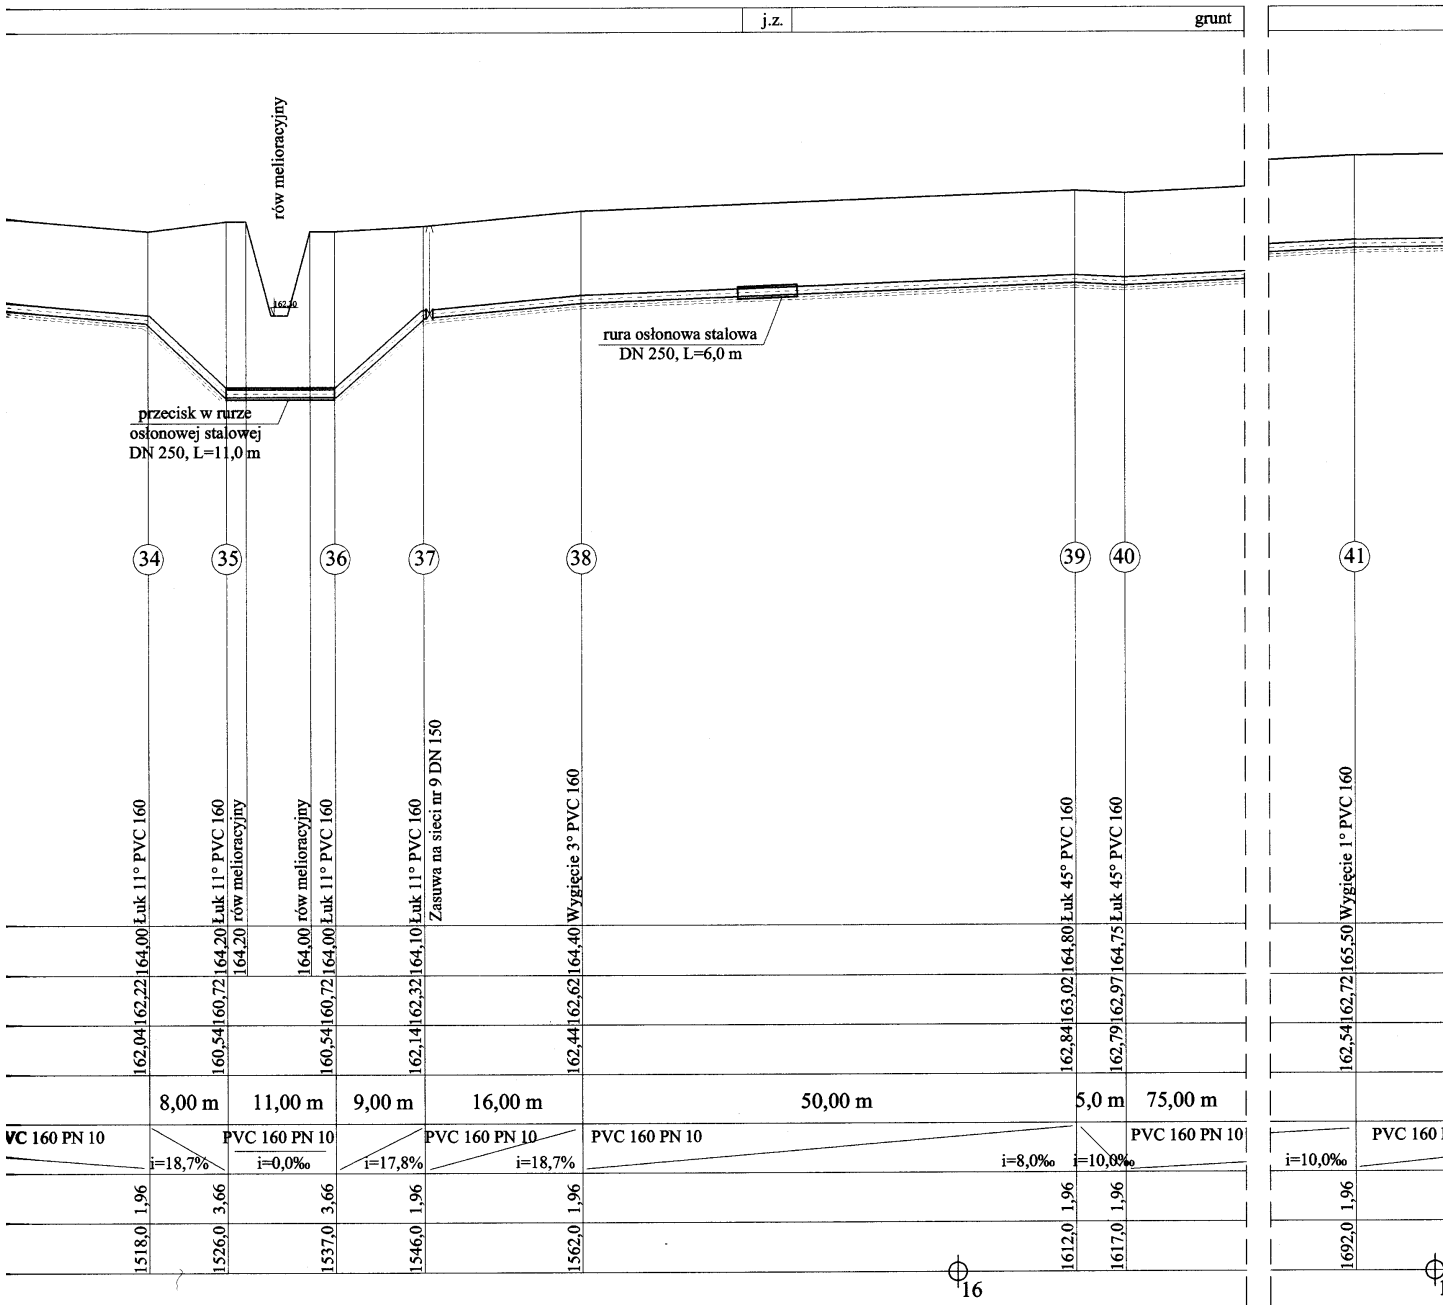 j.z.
grunt
rów melioracyjny
162,30
rura osłonowa stalowa
DN 250, L=6,0 m
przecisk w rurze
osłonowej stalowej
DN 250, L=11,0 m
34
35
36
37
38
39
40
41
Łuk 11° PVC 160
Łuk 11° PVC 160
rów melioracyjny
rów melioracyjny
Łuk 11° PVC 160
Łuk 11° PVC 160
Zasuwa na sieci nr 9 DN 150
Wygięcie 3° PVC 160
Łuk 45° PVC 160
Łuk 45° PVC 160
Wygięcie 1° PVC 160
164,00 164,20 164,20 164,00 164,00 164,10 164,40 164,80 164,75 165,50
162,22 160,72 160,72 162,32 162,62 163,02 162,97 162,72
162,04 160,54 160,54 162,14 162,44 162,84 162,79 162,54
8,00 m 11,00 m 9,00 m 16,00 m 50,00 m 5,0 m 75,00 m
VC 160 PN 10 PVC 160 PN 10 PVC 160 PN 10 PVC 160 PN 10 PVC 160 PN 10 PVC 160
i=18,7% i=0,0‰ i=17,8% i=18,7% i=8,0‰ i=10,0‰ i=10,0‰
1,96 3,66 3,66 1,96 1,96 1,96 1,96 1,96
1518,0 1526,0 1537,0 1546,0 1562,0 1612,0 1617,0 1692,0
16